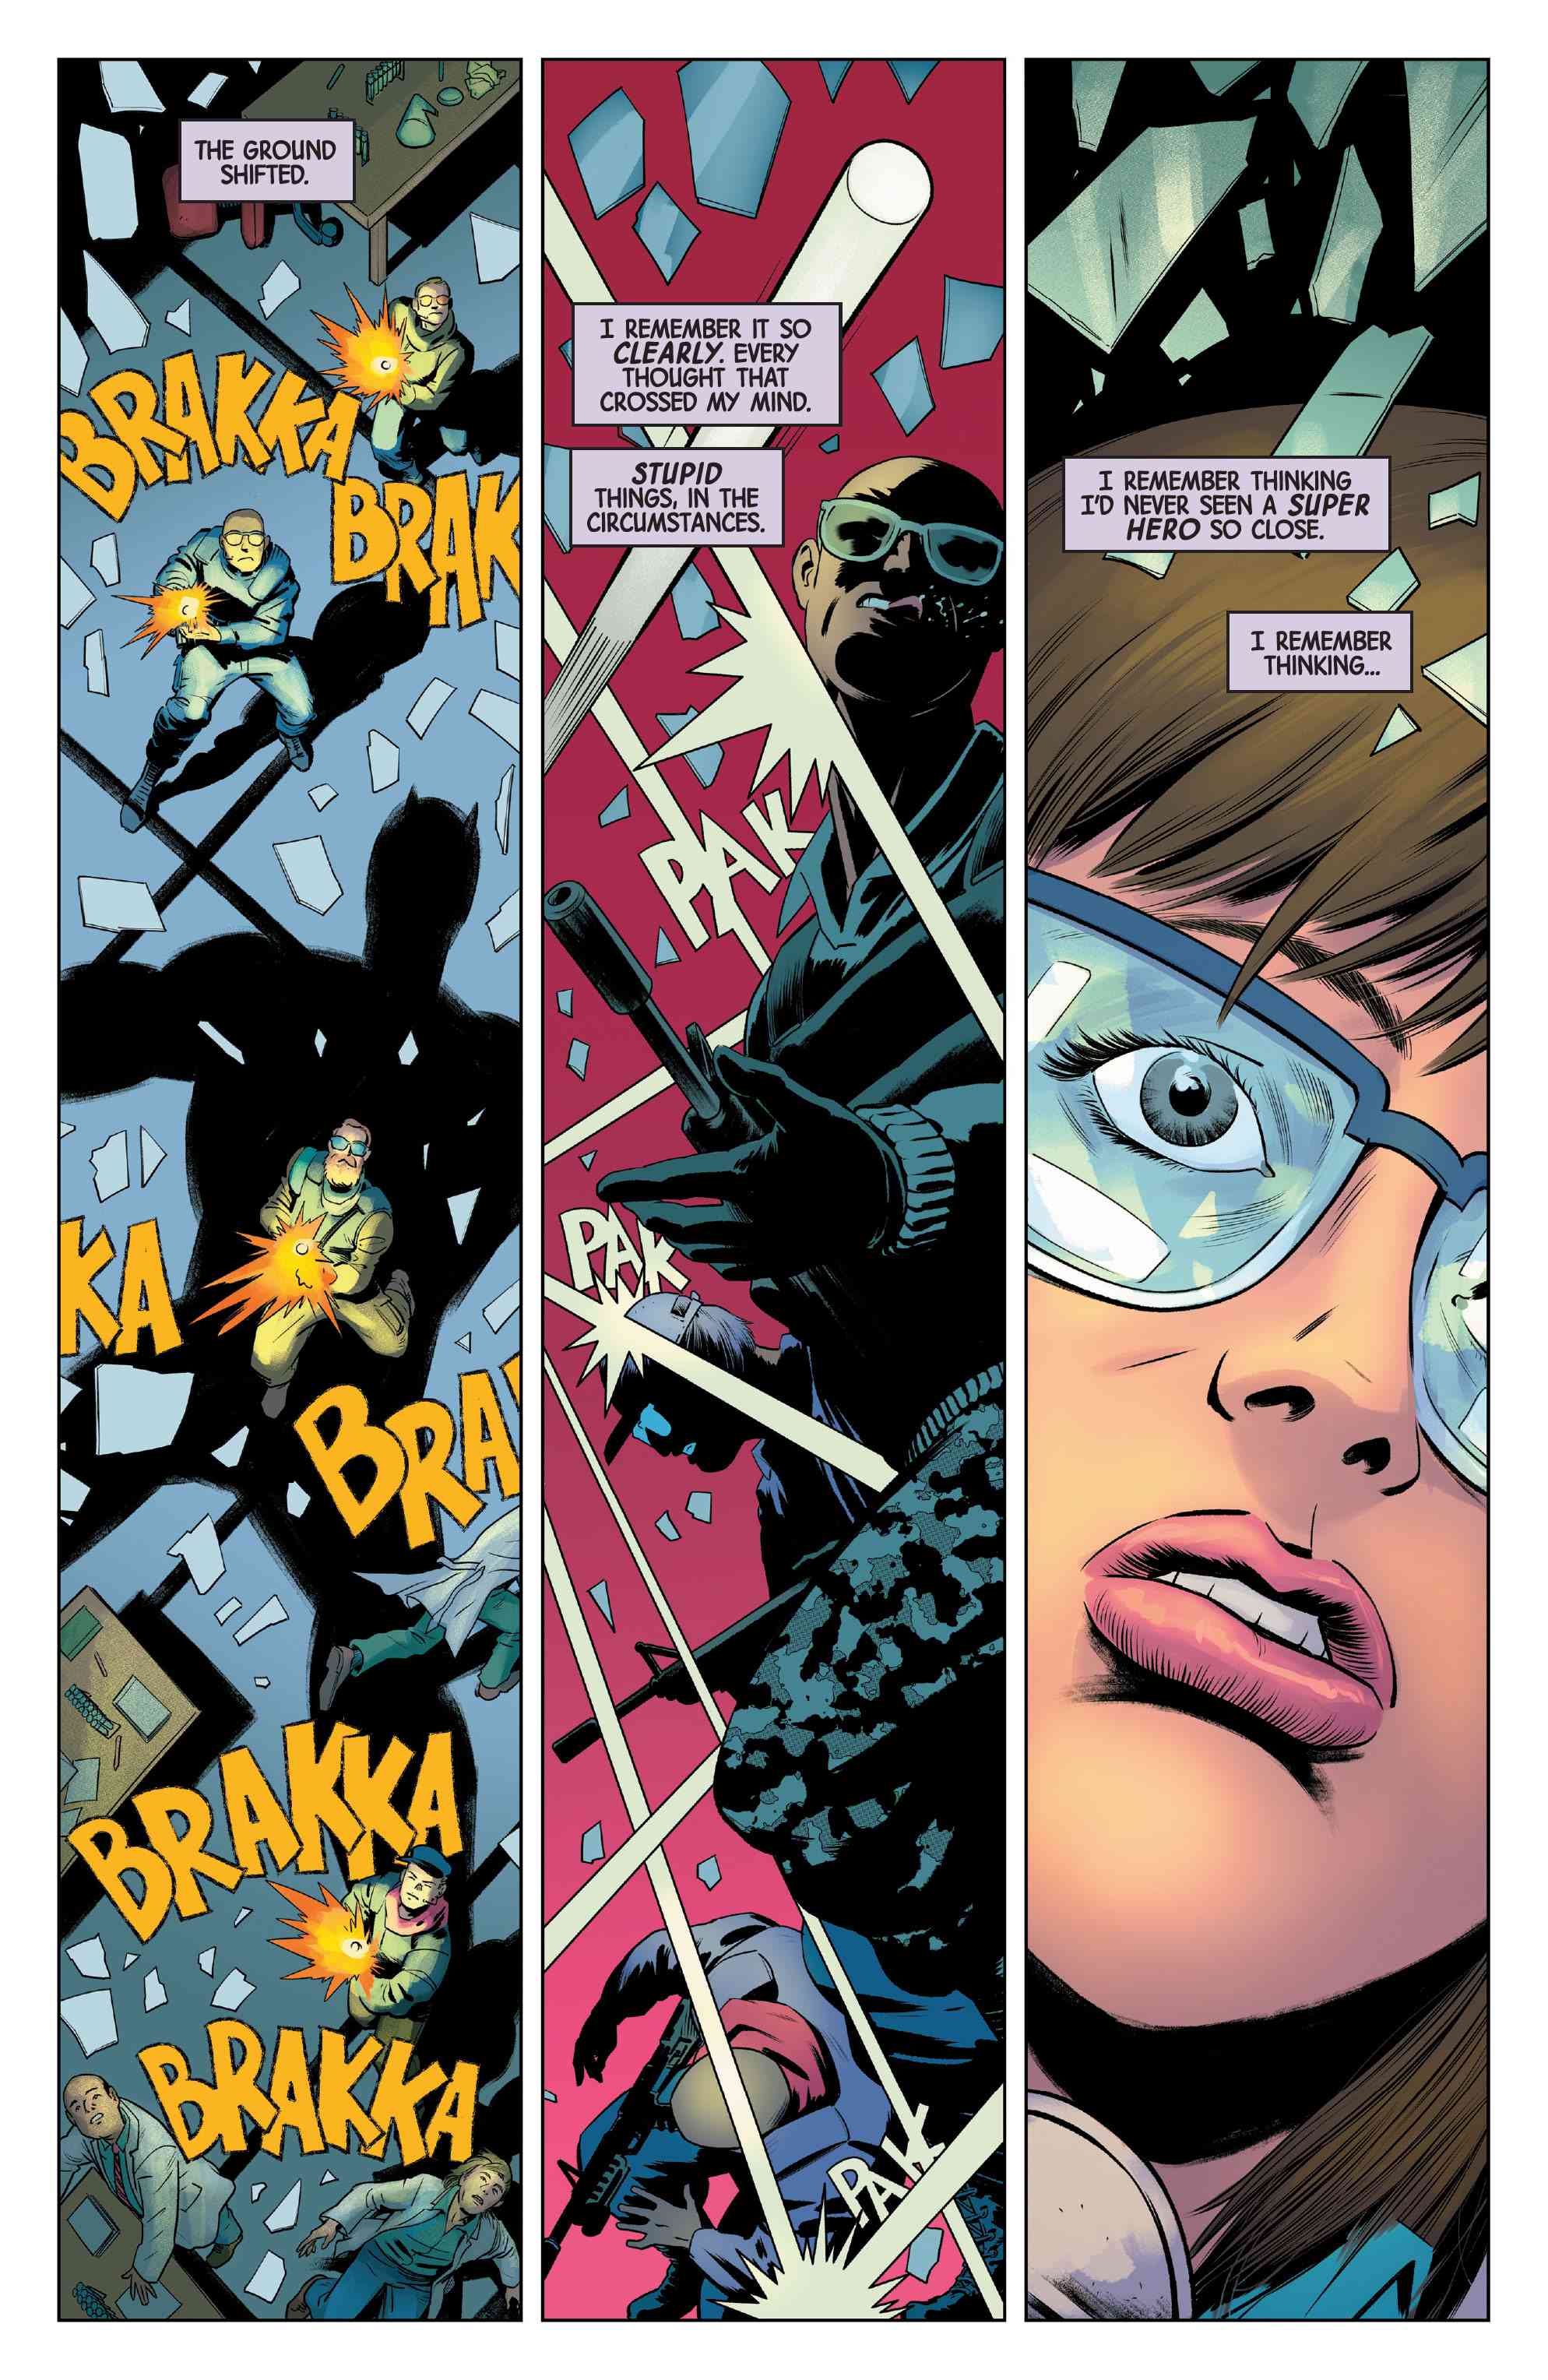 THE GROUND
SHIFTED.
BRAKKA
BRAK
KA
BRA
BRAKKA
BRAKKA
I REMEMBER IT SO
CLEARLY. EVERY
THOUGHT THAT
CROSSED MY MIND.
STUPID
THINGS, IN THE
CIRCUMSTANCES.
PAK
PAK
PAK
I REMEMBER THINKING
I'D NEVER SEEN A SUPER
HERO SO CLOSE.
I REMEMBER
THINKING...